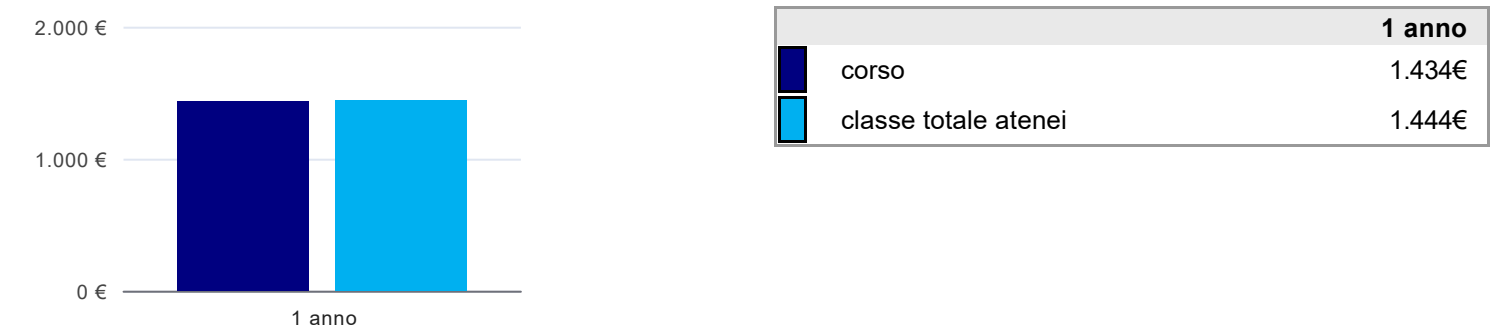 2.000 €
1.000 €
0 €
1 anno
1 anno
corso 1.434€
classe totale atenei 1.444€